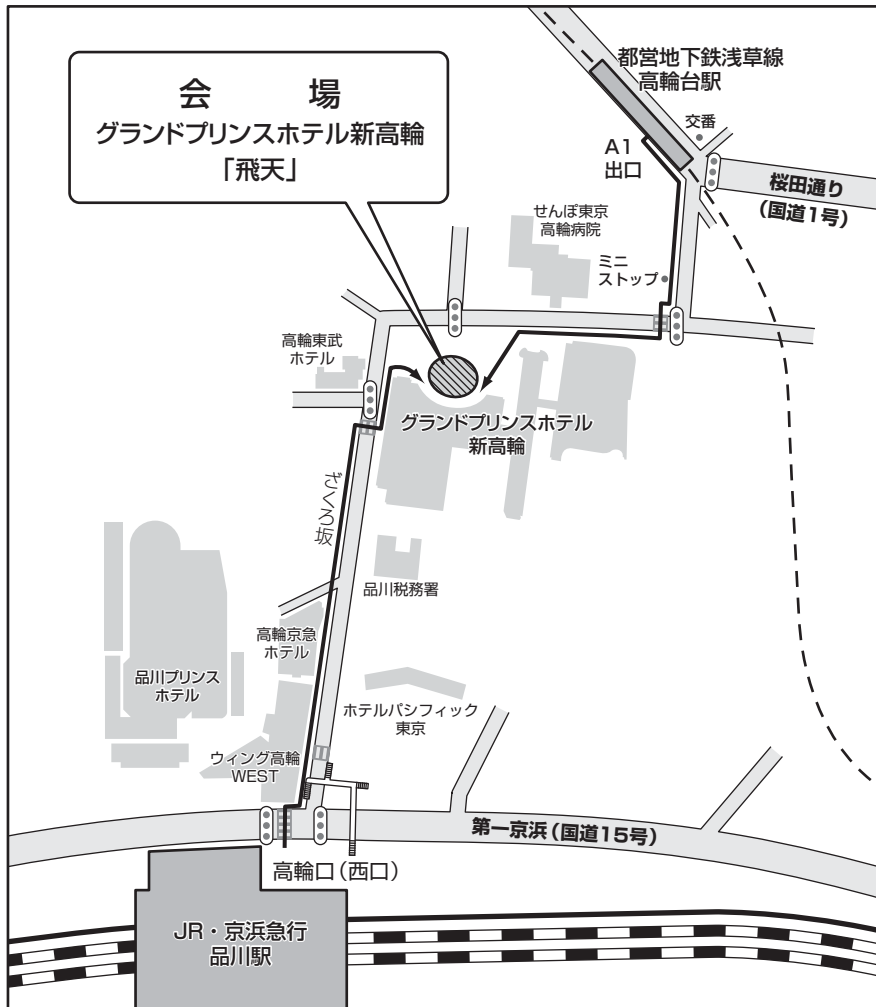 会　　場
グランドプリンスホテル新高輪
「飛天」
都営地下鉄浅草線
高輪台駅
交番
A1
出口
桜田通り
(国道1号)
せんぽ東京
高輪病院
ミニ
ストップ
高輪東武
ホテル
グランドプリンスホテル
新高輪
ざくろ坂
品川税務署
高輪京急
ホテル
品川プリンス
ホテル
ホテルパシフィック
東京
ウィング高輪
WEST
第一京浜(国道15号)
高輪口(西口)
JR・京浜急行
品川駅